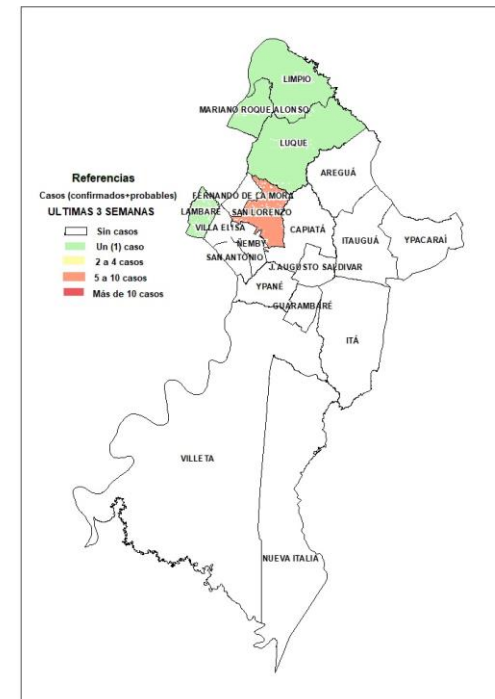 LIMPIO
MARIANO ROQUE ALONSO
LUQUE
Referencias
Casos (confirmados+probables)
ULTIMAS 3 SEMANAS
Sin casos
Un (1) caso
2 a 4 casos
5 a 10 casos
Más de 10 casos
AREGUÁ
FERNANDO DE LA MORA
LAMBARÉ
SAN LORENZO
VILLA ELISA
CAPIATÁ
ITAUGUÁ
YPACARAÍ
ÑEMBY
SAN ANTONIO
J.AUGUSTO SALDIVAR
YPANÉ
GUARAMBARÉ
ITÁ
VILLETA
NUEVA ITALIA